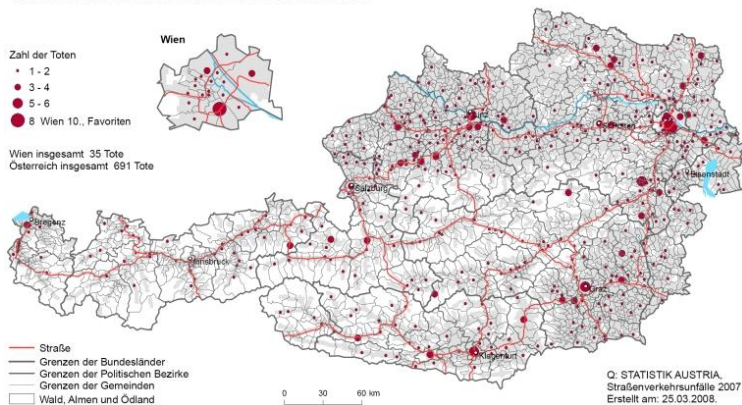 Wien
Zahl der Toten
1 - 2
3 - 4
5 - 6
8 Wien 10., Favoriten
Wien insgesamt 35 Tote
Österreich insgesamt 691 Tote
Linz
Eisenstadt
Salzburg
Bregenz
Innsbruck
Graz
Klagenfurt
Straße
Grenzen der Bundesländer
Grenzen der Politischen Bezirke
Grenzen der Gemeinden
Wald, Almen und Ödland
0 30 60 km
Q: STATISTIK AUSTRIA,
Straßenverkehrsunfälle 2007
Erstellt am: 25.03.2008.